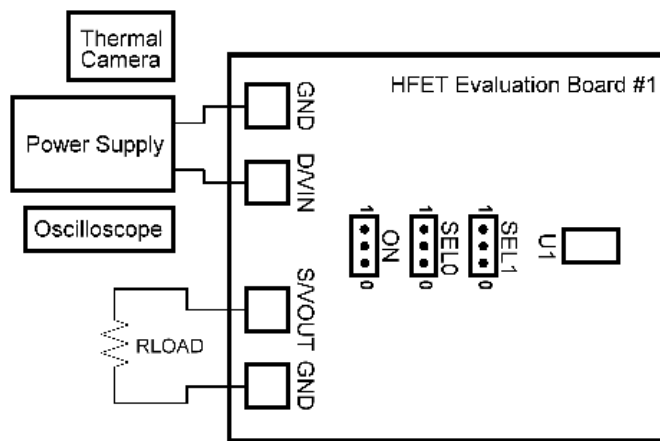 Thermal
Camera
HFET Evaluation Board #1
GND
Power Supply
D/VIN
Oscilloscope
1
1
1
ON
SEL0
SEL1
U1
0
0
0
S/VOUT
RLOAD
GND